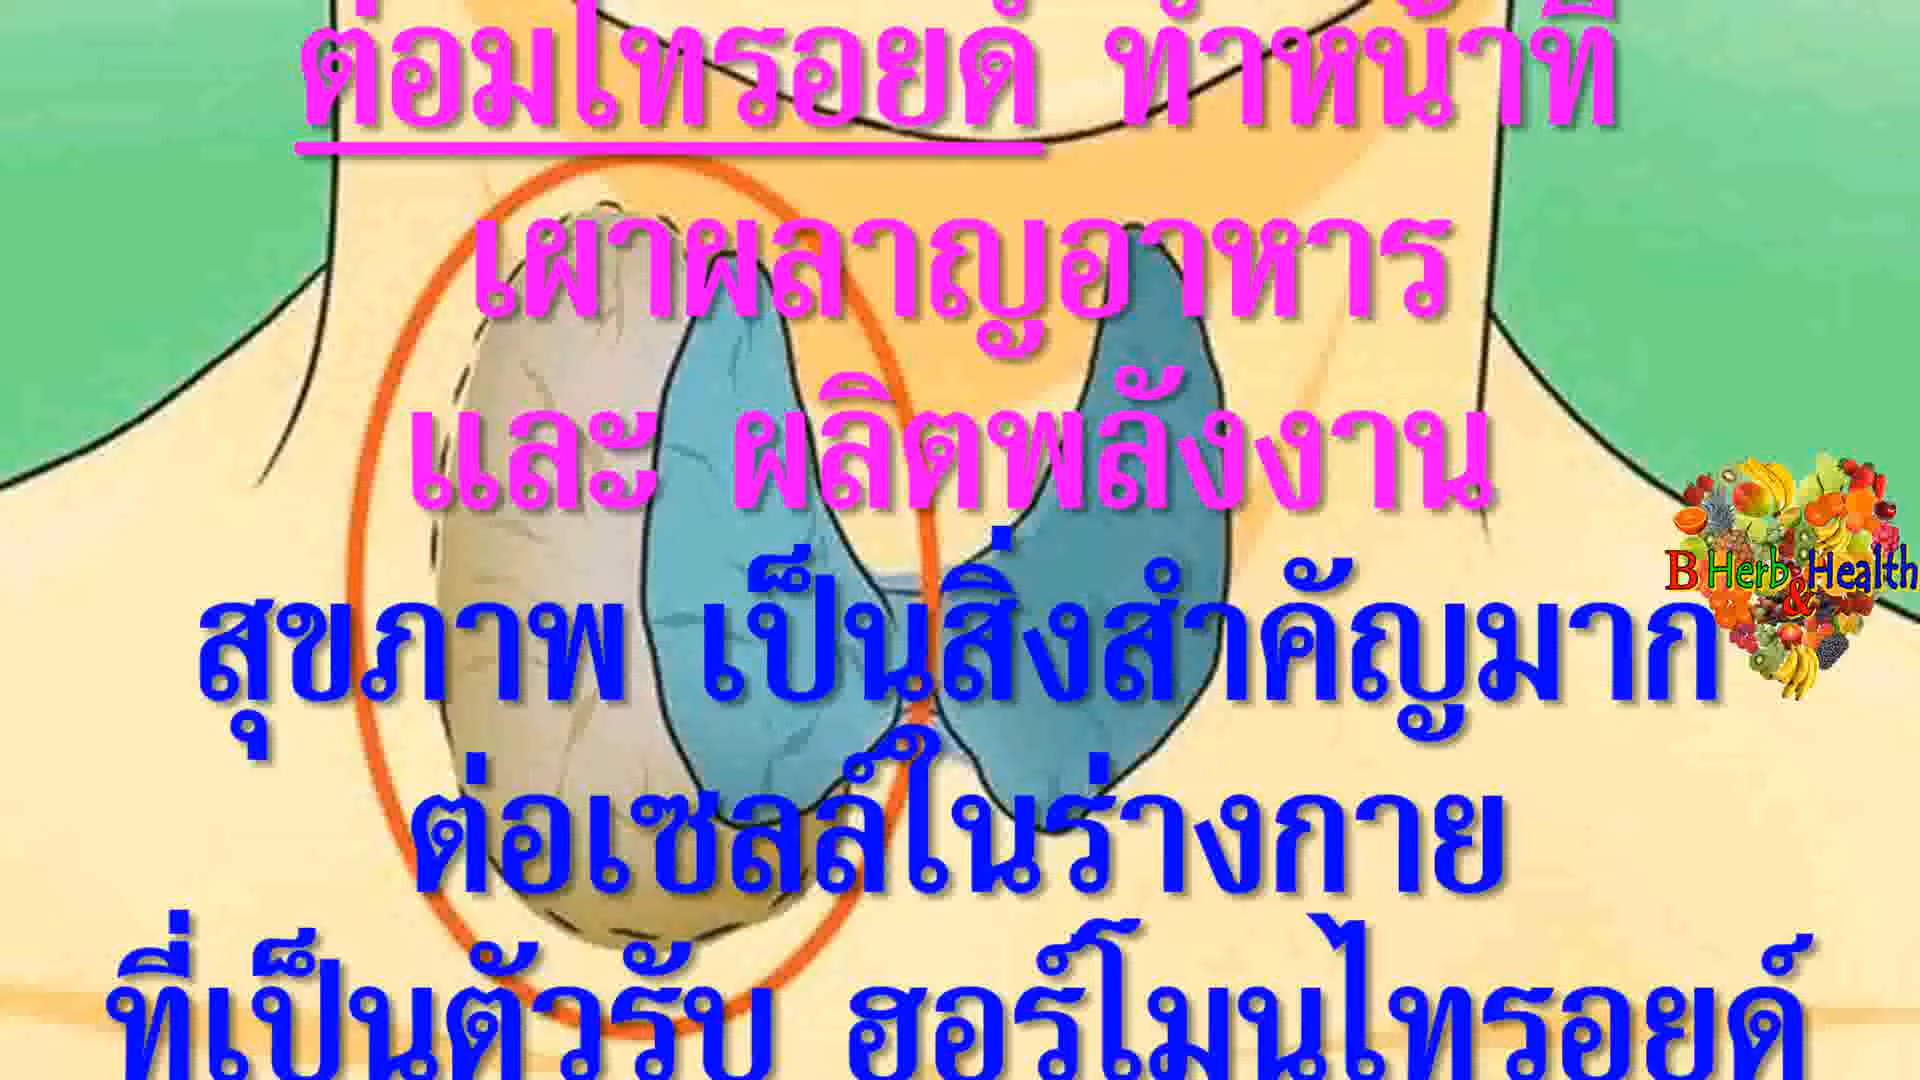 ต่อมไทรอยด์ ทำหน้าที่
เผาผลาญอาหาร
และ ผลิตพลังงาน
สุขภาพ เป็นสิ่งสำคัญมาก
ต่อเซลล์ในร่างกาย
ที่เป็นตัวรับ ฮอร์โมนไทรอยด์
B Herb & Health